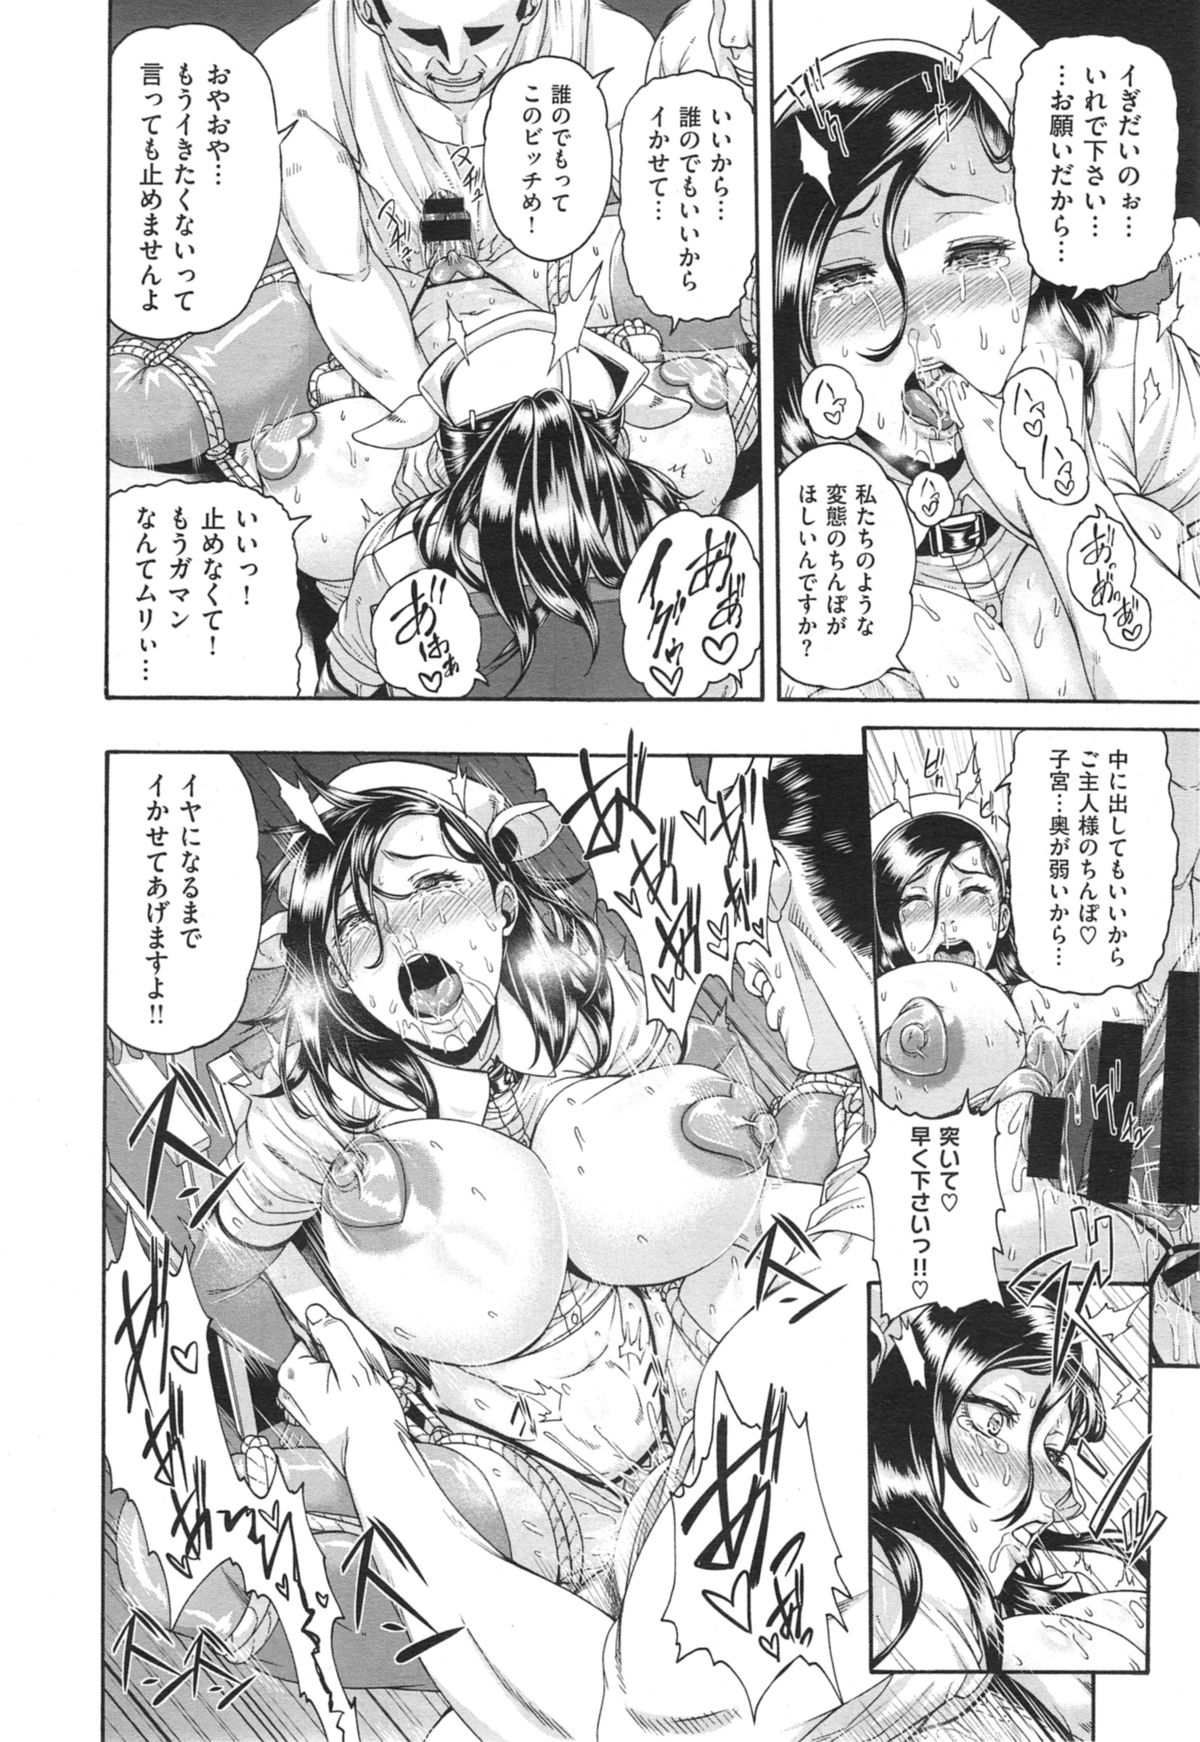 イぎだいのぉ…
いれで下さい…
…お願いだから…
私たちのような
変態のちんぽが
ほしいんですか？
いいから…
誰のでもいいから
イかせて…
誰のでもって
このビッチめ！
おやおや…
もうイきたくないって
言っても止めませんよ
いいっ！
止めなくて！
もうガマン
なんてムリぃ…
イグゥ♡
中に出してもいいから
ご主人様のちんぽ♡
子宮…奥が弱いから…
突いて♡
早く下さいっ!!♡
イヤになるまで
イかせてあげますよ!!